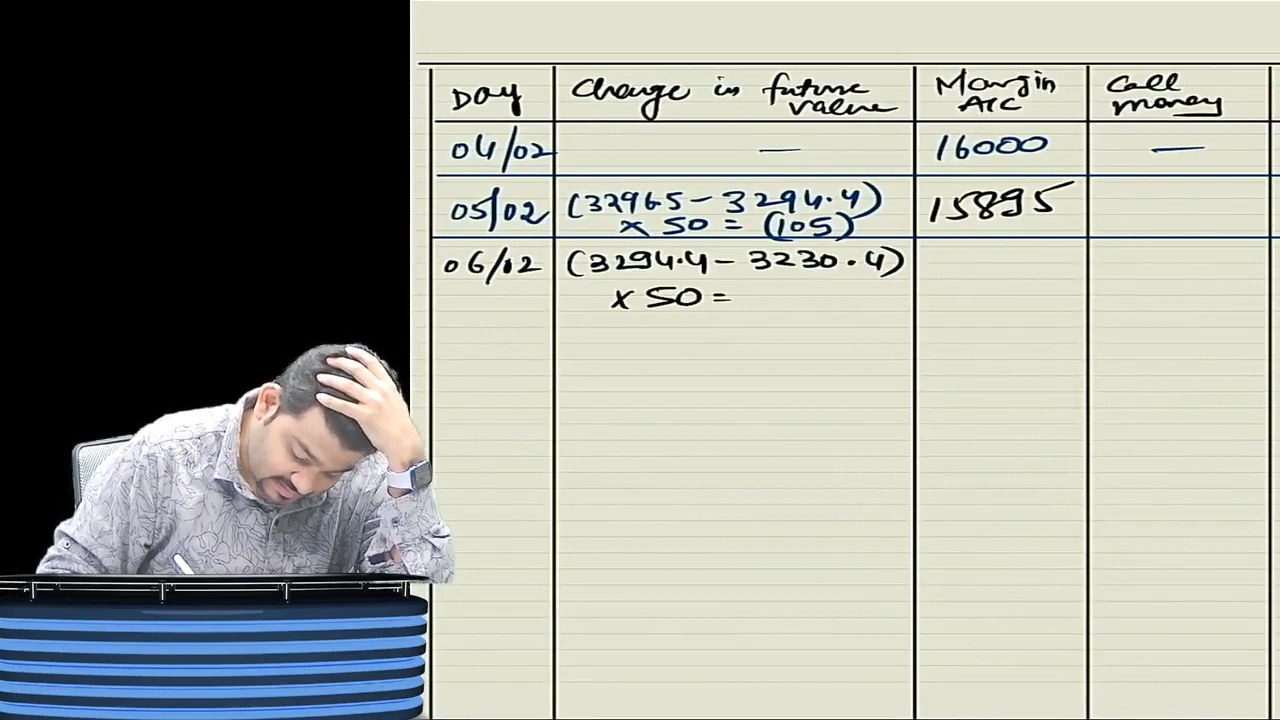 Day Change in future value Margin A/C Call money
04/02 — 16000 —
05/02 (3296.5 - 3294.4) 15895
x 50 = (105)
06/02 (3294.4 - 3230.4)
x 50 =